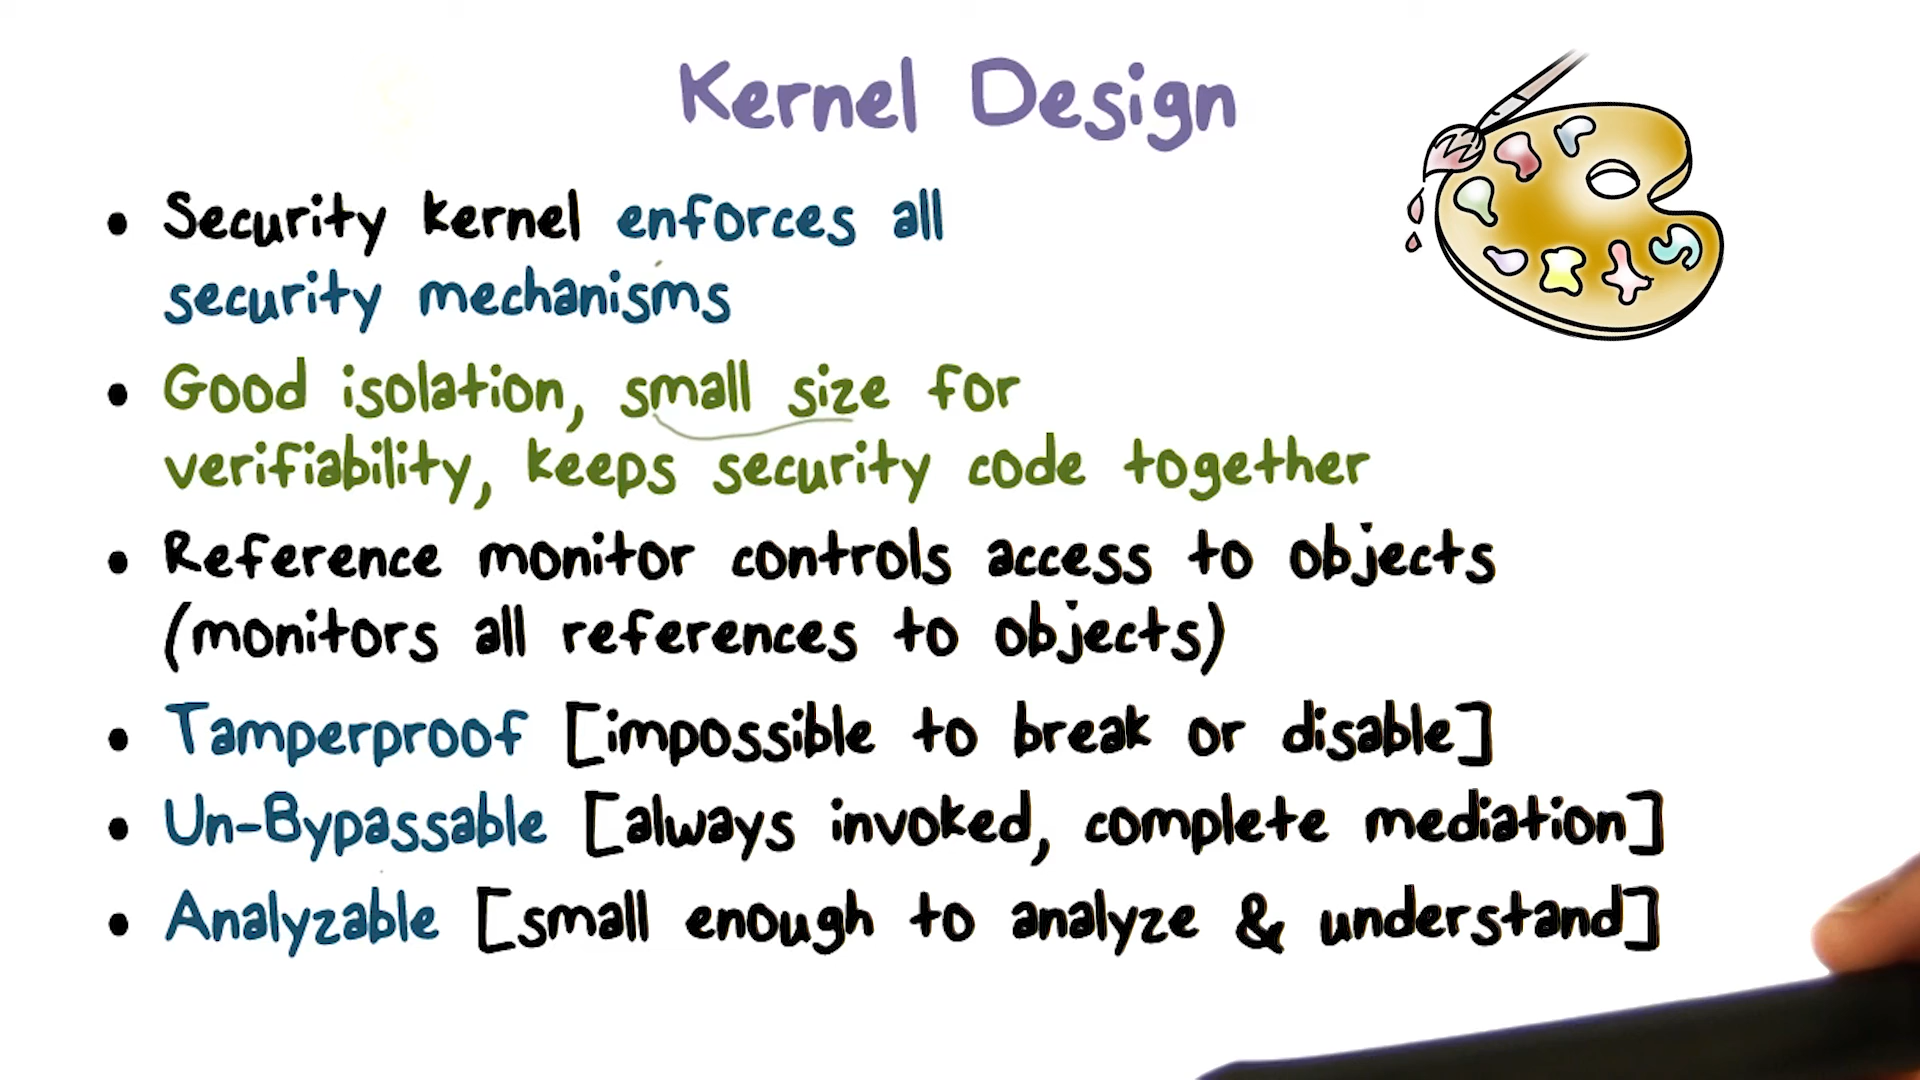 Kernel Design
• Security kernel enforces all
security mechanisms
• Good isolation, small size for
verifiability, keeps security code together
• Reference monitor controls access to objects
(monitors all references to objects)
• Tamperproof [impossible to break or disable]
• Un-Bypassable [always invoked, complete mediation]
• Analyzable [small enough to analyze & understand]